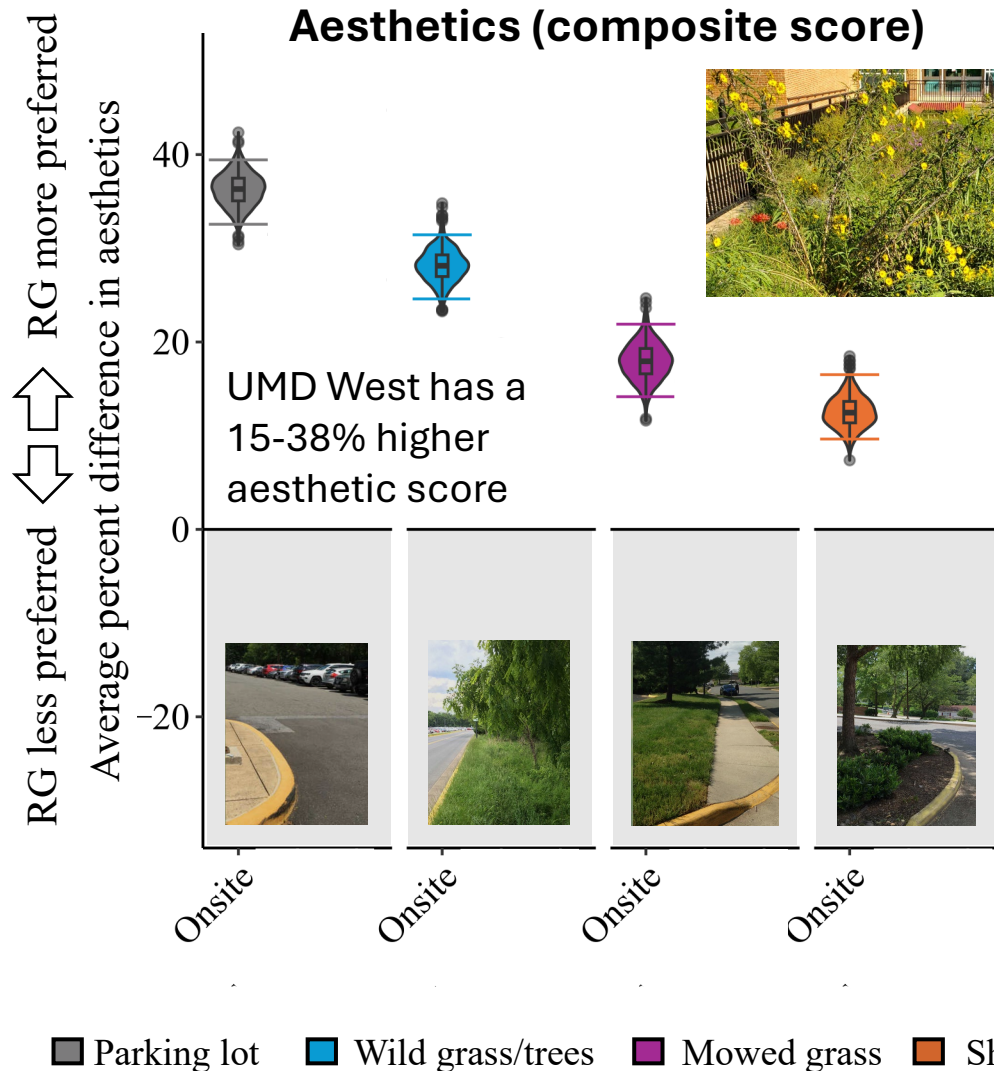 Aesthetics (composite score)
RG more preferred
RG less preferred
Average percent difference in aesthetics
40
20
0
−20
UMD West has a
15-38% higher
aesthetic score
Onsite
Onsite
Onsite
Onsite
Parking lot
Wild grass/trees
Mowed grass